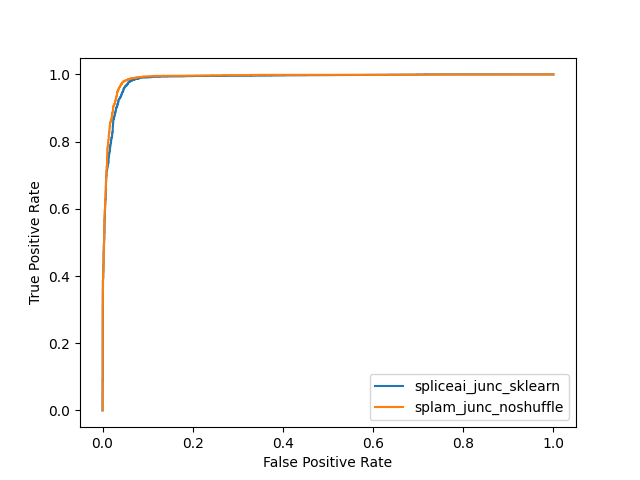 1.0
0.8
0.6
0.4
0.2
0.0
True Positive Rate
0.0 0.2 0.4 0.6 0.8 1.0
False Positive Rate
spliceai_junc_sklearn
splam_junc_noshuffle